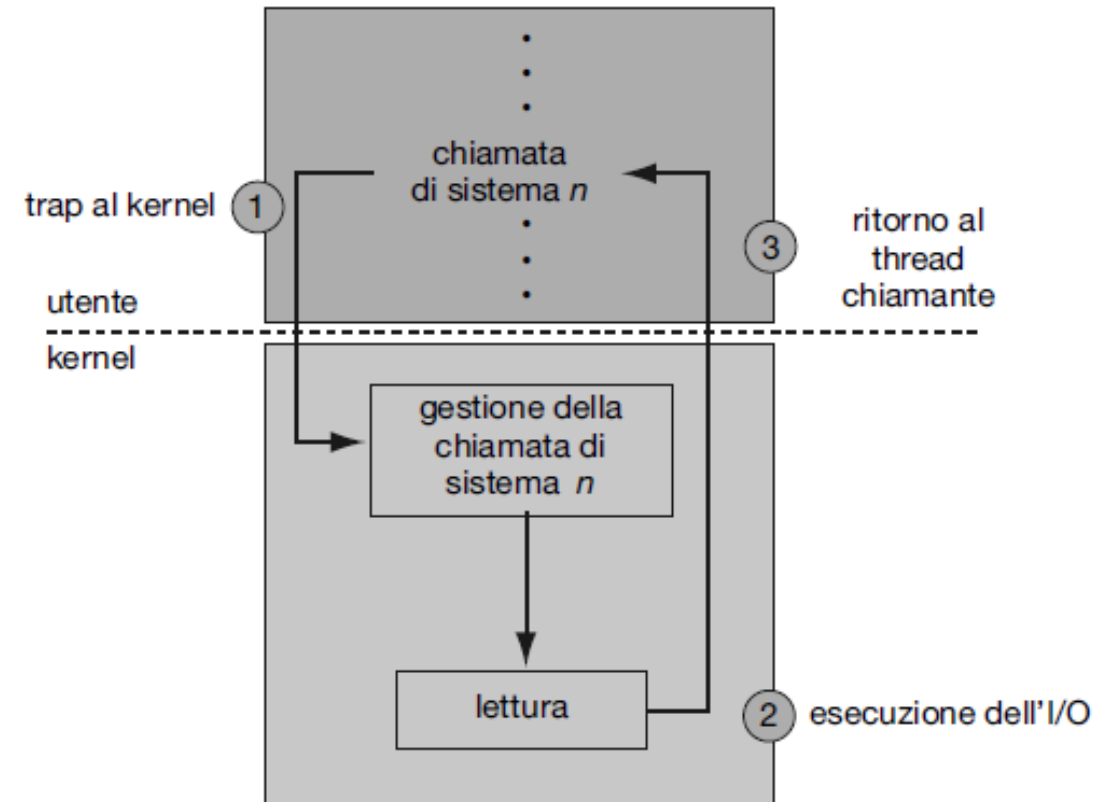 chiamata
di sistema n
trap al kernel
1
3
ritorno al
thread
chiamante
utente
kernel
gestione della
chiamata di
sistema n
lettura
2
esecuzione dell'I/O